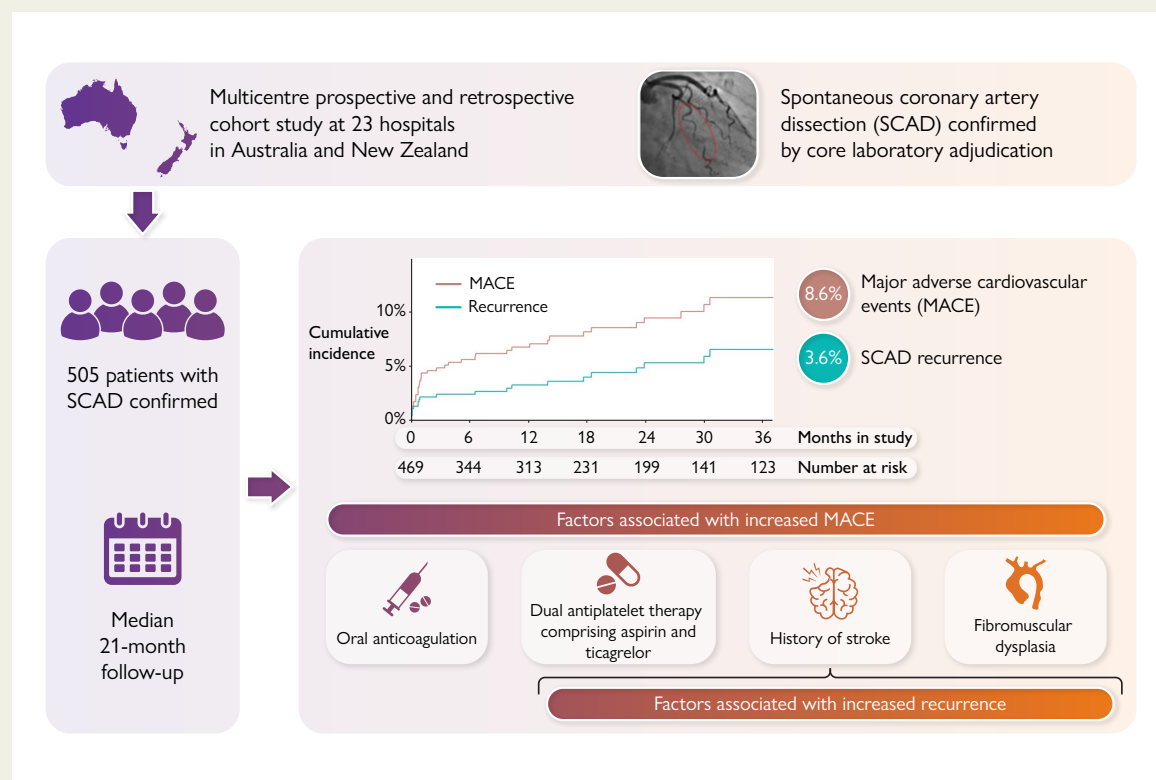 Multicentre prospective and retrospective
cohort study at 23 hospitals
in Australia and New Zealand
Spontaneous coronary artery
dissection (SCAD) confirmed
by core laboratory adjudication
505 patients with
SCAD confirmed
Median
21-month
follow-up
Cumulative
incidence
10%
5%
0%
MACE
Recurrence
0 6 12 18 24 30 36 Months in study
469 344 313 231 199 141 123 Number at risk
8.6%
Major adverse cardiovascular
events (MACE)
3.6%
SCAD recurrence
Factors associated with increased MACE
Oral anticoagulation
Dual antiplatelet therapy
comprising aspirin and
ticagrelor
History of stroke
Fibromuscular
dysplasia
Factors associated with increased recurrence